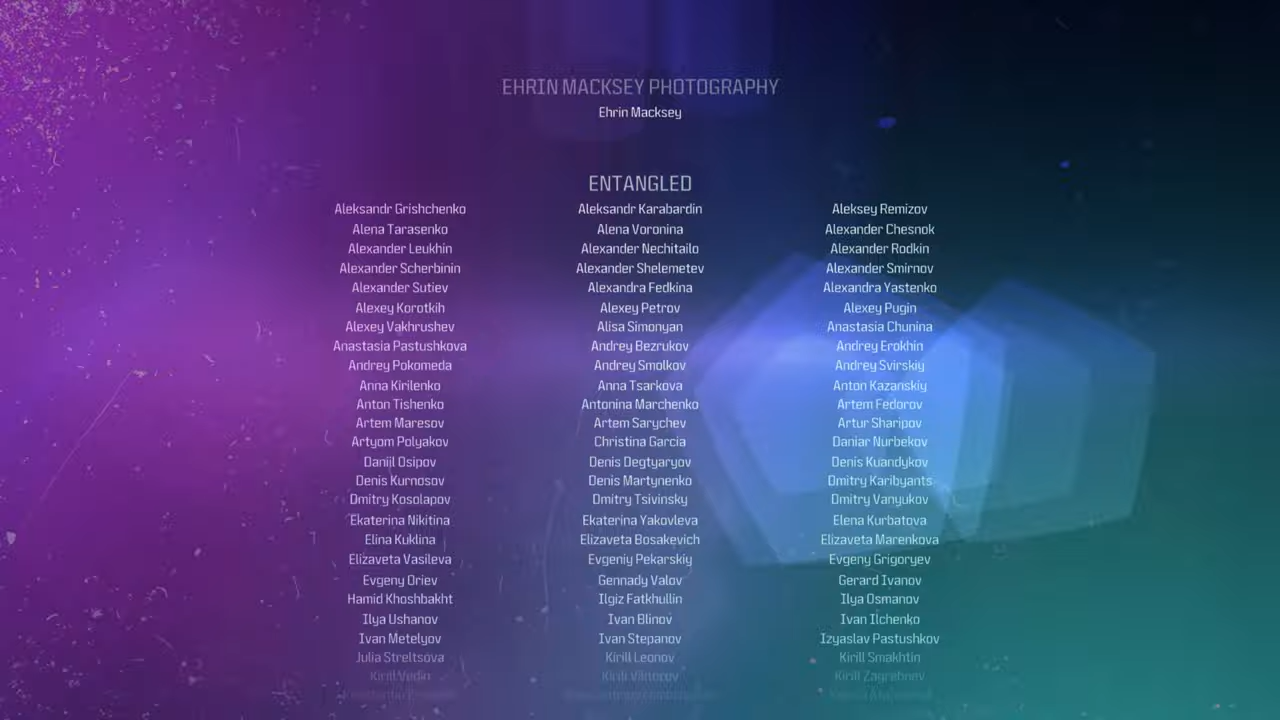 EHRIN MACKSEY PHOTOGRAPHY
Ehrin Macksey
ENTANGLED
Aleksandr Grishchenko Aleksandr Karabardin Aleksey Remizov
Alena Tarasenko Alena Voronina Alexander Chesnok
Alexander Leukhin Alexander Nechitailo Alexander Rodkin
Alexander Scherbinin Alexander Shelemetev Alexander Smirnov
Alexander Sutiev Alexandra Fedkina Alexandra Yastenko
Alexey Korotkih Alexey Petrov Alexey Pugin
Alexey Vakhrushev Alisa Simonyan Anastasia Chunina
Anastasia Pastushkova Andrey Bezrukov Andrey Erokhin
Andrey Pokomeda Andrey Smolkov Andrey Svirskiy
Anna Kirilenko Anna Tsarkova Anton Kazanskiy
Anton Tishenko Antonina Marchenko Artem Fedorov
Artem Maresov Artem Sarychev Artur Sharipov
Artyom Polyakov Christina Garcia Daniar Nurbekov
Daniil Osipov Denis Degtyaryov Denis Kuandykov
Denis Kurnosov Denis Martynenko Dmitry Karibyants
Dmitry Kosolapov Dmitry Tsivinsky Dmitry Vanyukov
Ekaterina Nikitina Ekaterina Yakovleva Elena Kurbatova
Elina Kuklina Elizaveta Bosakevich Elizaveta Marenkova
Elizaveta Vasileva Evgeniy Pekarskiy Evgeny Grigoryev
Evgeny Oriev Gennady Valov Gerard Ivanov
Hamid Khoshbakht Ilgiz Fatkhullin Ilya Osmanov
Ilya Ushanov Ivan Blinov Ivan Ilchenko
Ivan Metelyov Ivan Stepanov Izyaslav Pastushkov
Julia Streltsova Kirill Leonov Kirill Smakhtin
Kirill Vedin Kirill Viktorov Kirill Zagrebnev